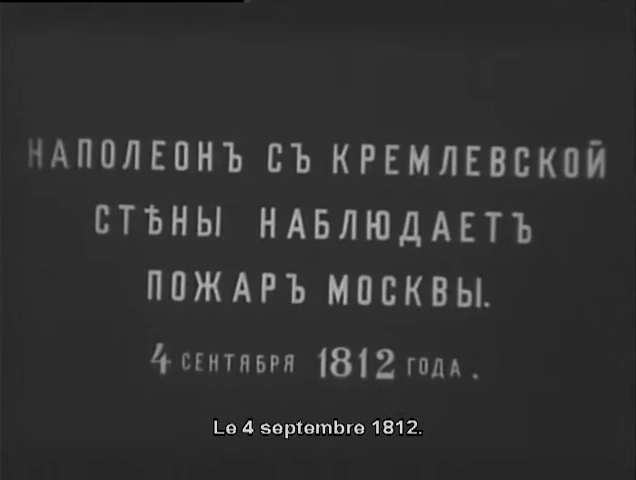 НАПОЛЕОНЪ СЪ КРЕМЛЕВСКОЙ
СТѢНЫ НАБЛЮДАЕТЪ
ПОЖАРЪ МОСКВЫ.
4 СЕНТЯБРЯ 1812 ГОДА.
Le 4 septembre 1812.